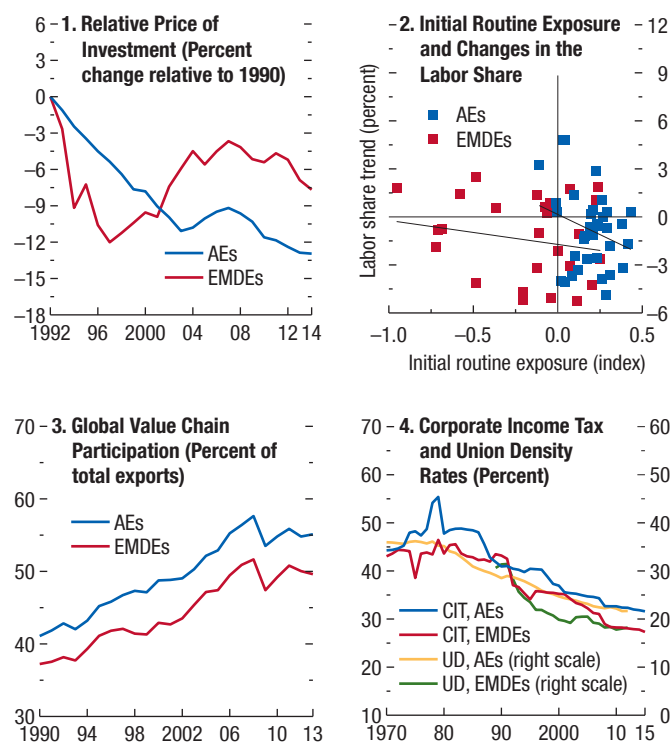 1. Relative Price of
Investment (Percent
change relative to 1990)
6
3
0
–3
–6
–9
–12
–15
–18
AEs
EMDEs
1992 96 2000 04 08 12 14
2. Initial Routine Exposure
and Changes in the
Labor Share
AEs
EMDEs
Labor share trend (percent)
12
9
6
3
0
–3
–6
–1.0 –0.5 0.0 0.5
Initial routine exposure (index)
3. Global Value Chain
Participation (Percent of
total exports)
70
60
50
40
30
AEs
EMDEs
1990 94 98 2002 06 10 13
4. Corporate Income Tax
and Union Density
Rates (Percent)
70
60
50
40
30
20
10
60
50
40
30
20
10
0
CIT, AEs
CIT, EMDEs
UD, AEs (right scale)
UD, EMDEs (right scale)
1970 80 90 2000 10 15